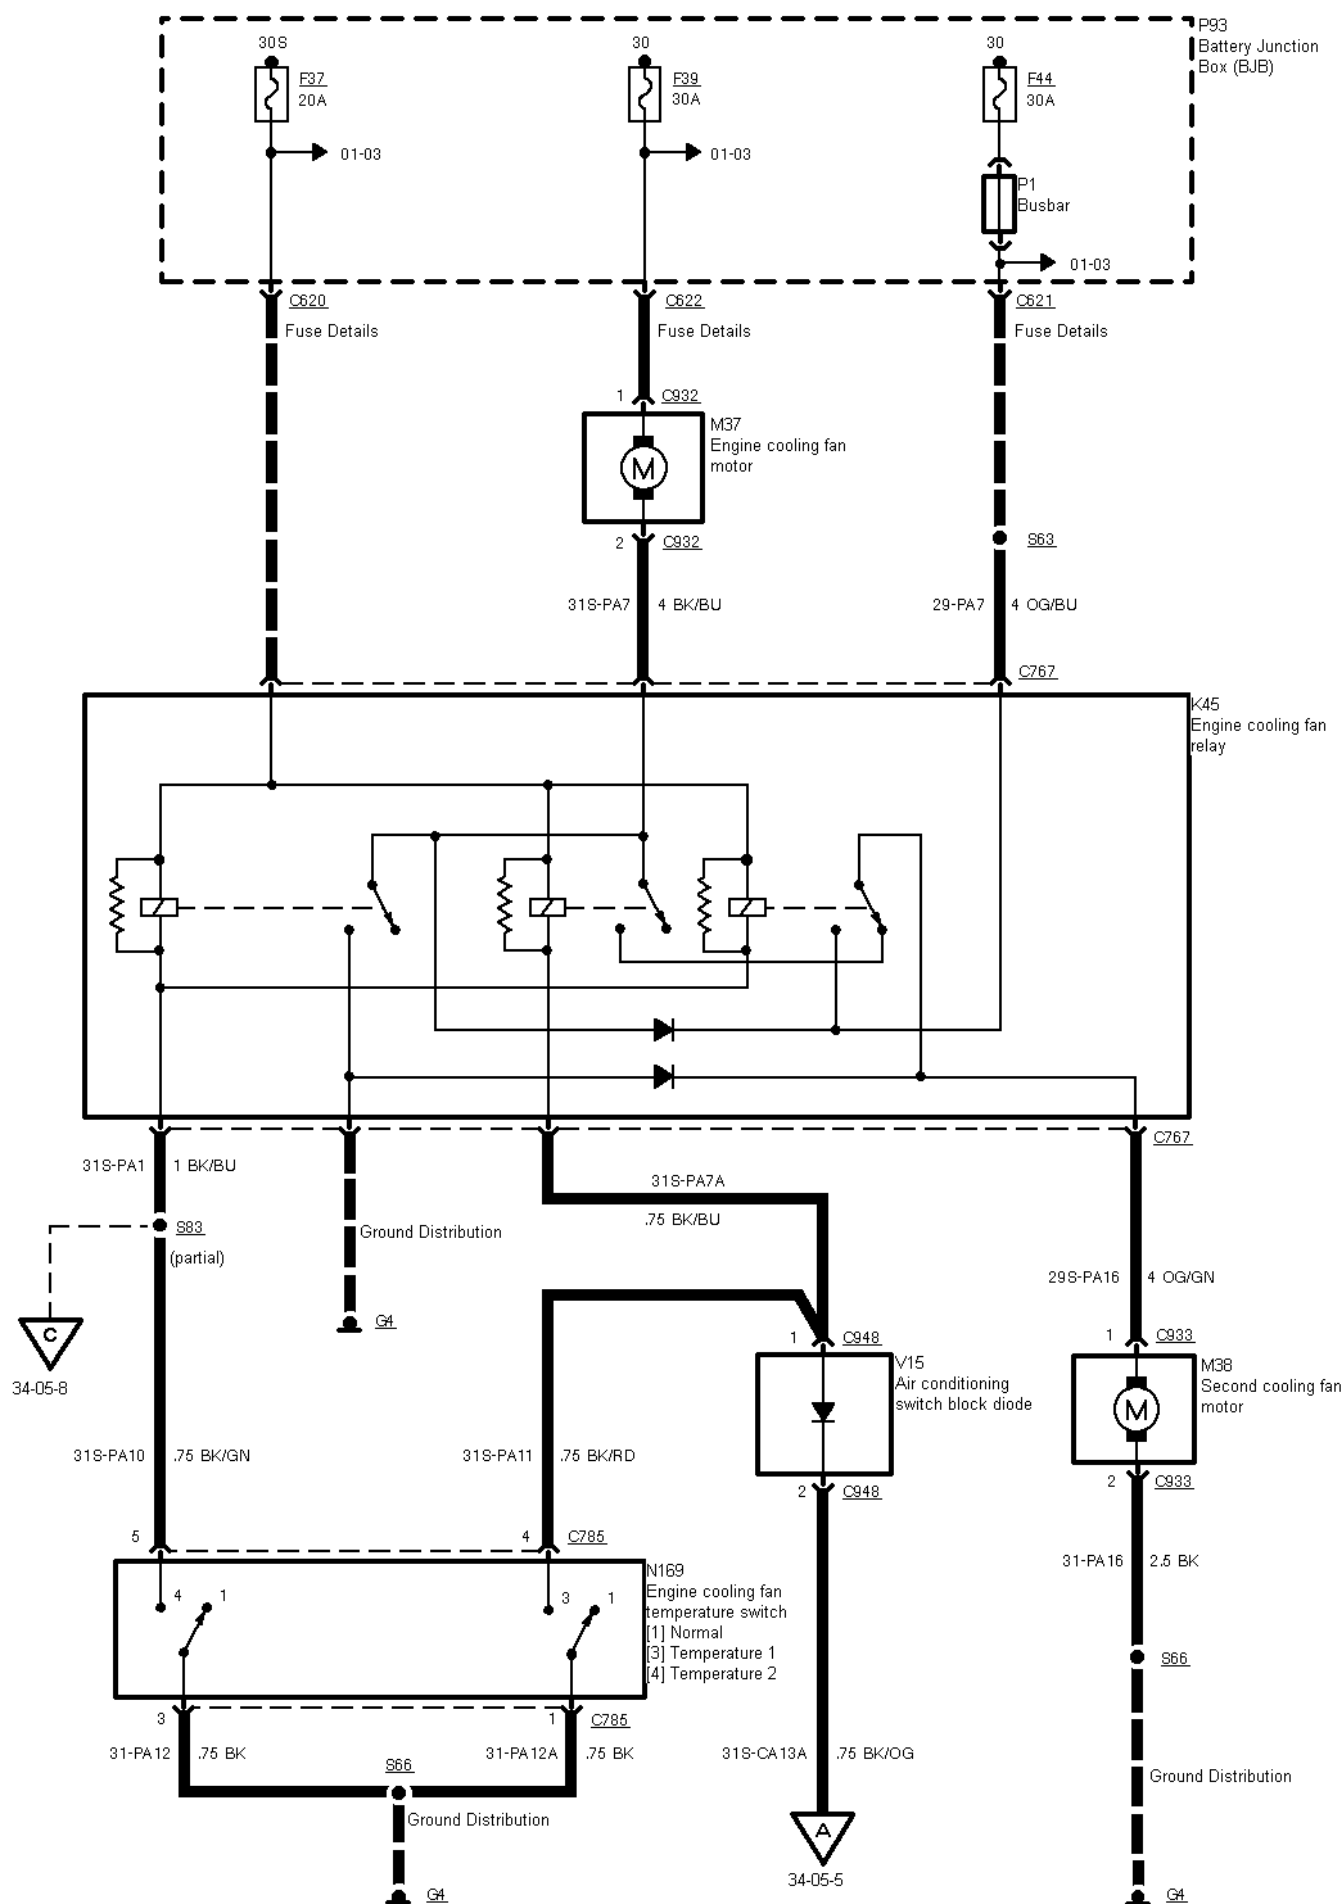 P93
Battery Junction
Box (BJB)
30S
30
30
F37
20A
F39
30A
F44
30A
01-03
01-03
P1
Busbar
01-03
C620
C622
C621
Fuse Details
Fuse Details
Fuse Details
1
C932
M37
Engine cooling fan
motor
M
2
C932
S63
31S-PA7
4 BK/BU
29-PA7
4 OG/BU
C767
K45
Engine cooling fan
relay
C767
31S-PA1
1 BK/BU
31S-PA7A
.75 BK/BU
S83
(partial)
Ground Distribution
29S-PA16
4 OG/GN
C
34-05-8
G4
1
C948
1
C933
V15
Air conditioning
switch block diode
M38
Second cooling fan
motor
M
31S-PA10
.75 BK/GN
31S-PA11
.75 BK/RD
2
C948
2
C933
5
4
C785
31-PA16
2.5 BK
N169
Engine cooling fan
temperature switch
[1] Normal
[3] Temperature 1
[4] Temperature 2
4
1
3
1
S66
3
1
C785
31-PA12
.75 BK
31-PA12A
.75 BK
31S-CA13A
.75 BK/OG
S66
Ground Distribution
Ground Distribution
A
34-05-5
G4
G4